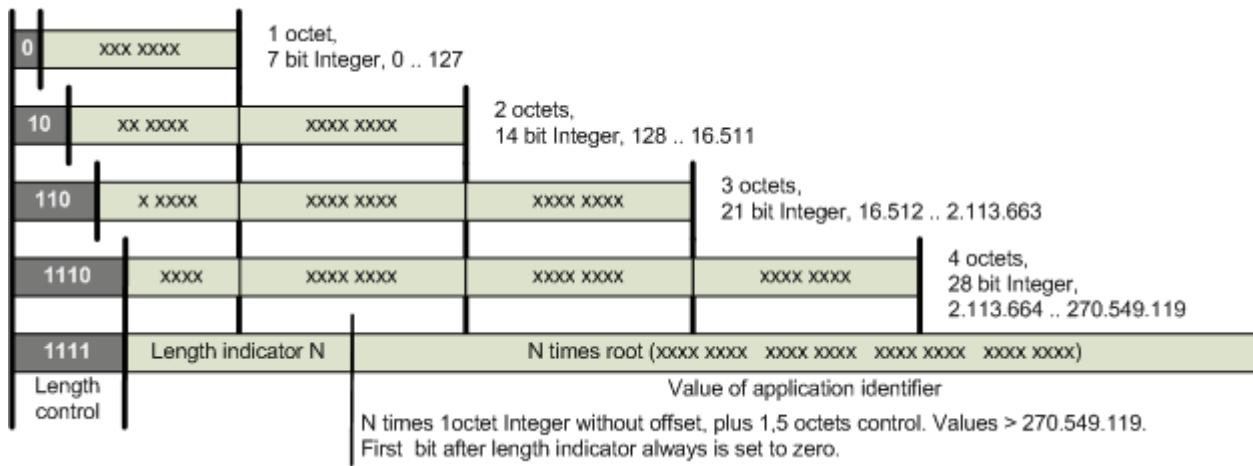 0 xxx xxxx
1 octet,
7 bit Integer, 0 .. 127
10 xx xxxx xxxx xxxx
2 octets,
14 bit Integer, 128 .. 16.511
110 x xxxx xxxx xxxx xxxx xxxx
3 octets,
21 bit Integer, 16.512 .. 2.113.663
1110 xxxx xxxx xxxx xxxx xxxx xxxx xxxx
4 octets,
28 bit Integer,
2.113.664 .. 270.549.119
1111 Length indicator N N times root (xxxx xxxx xxxx xxxx xxxx xxxx xxxx xxxx)
Length
control
Value of application identifier
N times 1octet Integer without offset, plus 1,5 octets control. Values > 270.549.119.
First bit after length indicator always is set to zero.